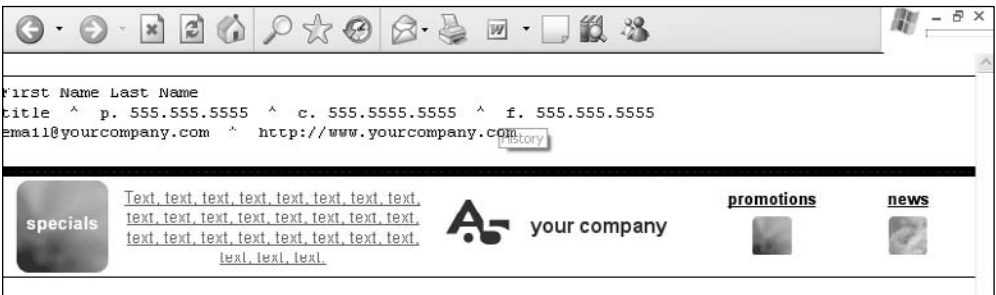 First Name Last Name
title ^ p. 555.555.5555 ^ c. 555.5555.5555 ^ f. 555.555.5555
email@yourcompany.com ^ http://www.yourcompany.com
History
specials
Text, text, text, text, text, text, text, text,
text, text, text, text, text, text, text, text,
text, text, text, text, text, text, text, text,
text, text, text.
your company
promotions
news